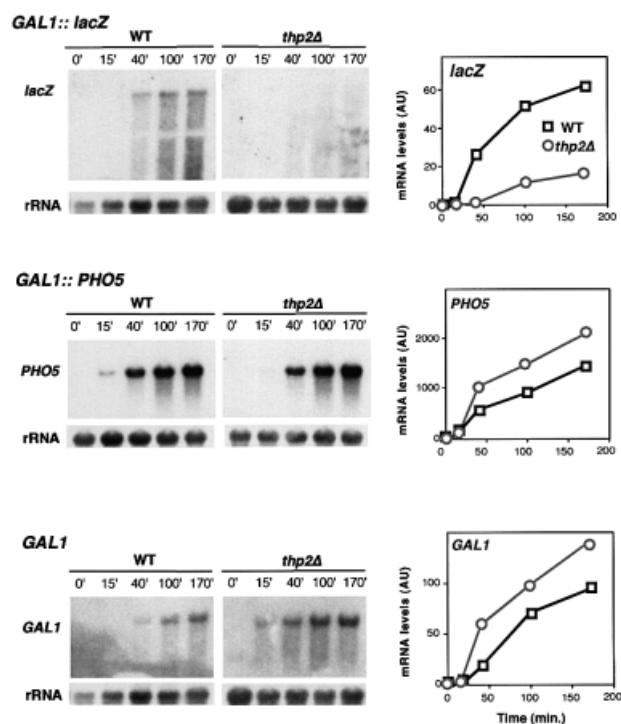 GAL1:: lacZ
WT thp2Δ
0' 15' 40' 100' 170' 0' 15' 40' 100' 170'
lacZ
rRNA
lacZ
mRNA levels (AU)
60
40
20
0
WT
thp2Δ
0 50 100 150 200
GAL1:: PHO5
WT thp2Δ
0' 15' 40' 100' 170' 0' 15' 40' 100' 170'
PHO5
rRNA
PHO5
mRNA levels (AU)
2000
1000
0
0 50 100 150 200
GAL1
WT thp2Δ
0' 15' 40' 100' 170' 0' 15' 40' 100' 170'
GAL1
rRNA
GAL1
mRNA levels (AU)
100
50
0
0 50 100 150 200
Time (min.)